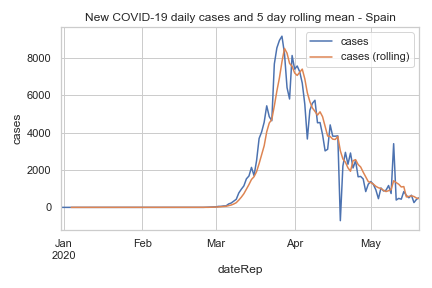 New COVID-19 daily cases and 5 day rolling mean - Spain
cases
cases (rolling)
8000
6000
4000
2000
0
cases
Jan
2020
Feb
Mar
Apr
May
dateRep